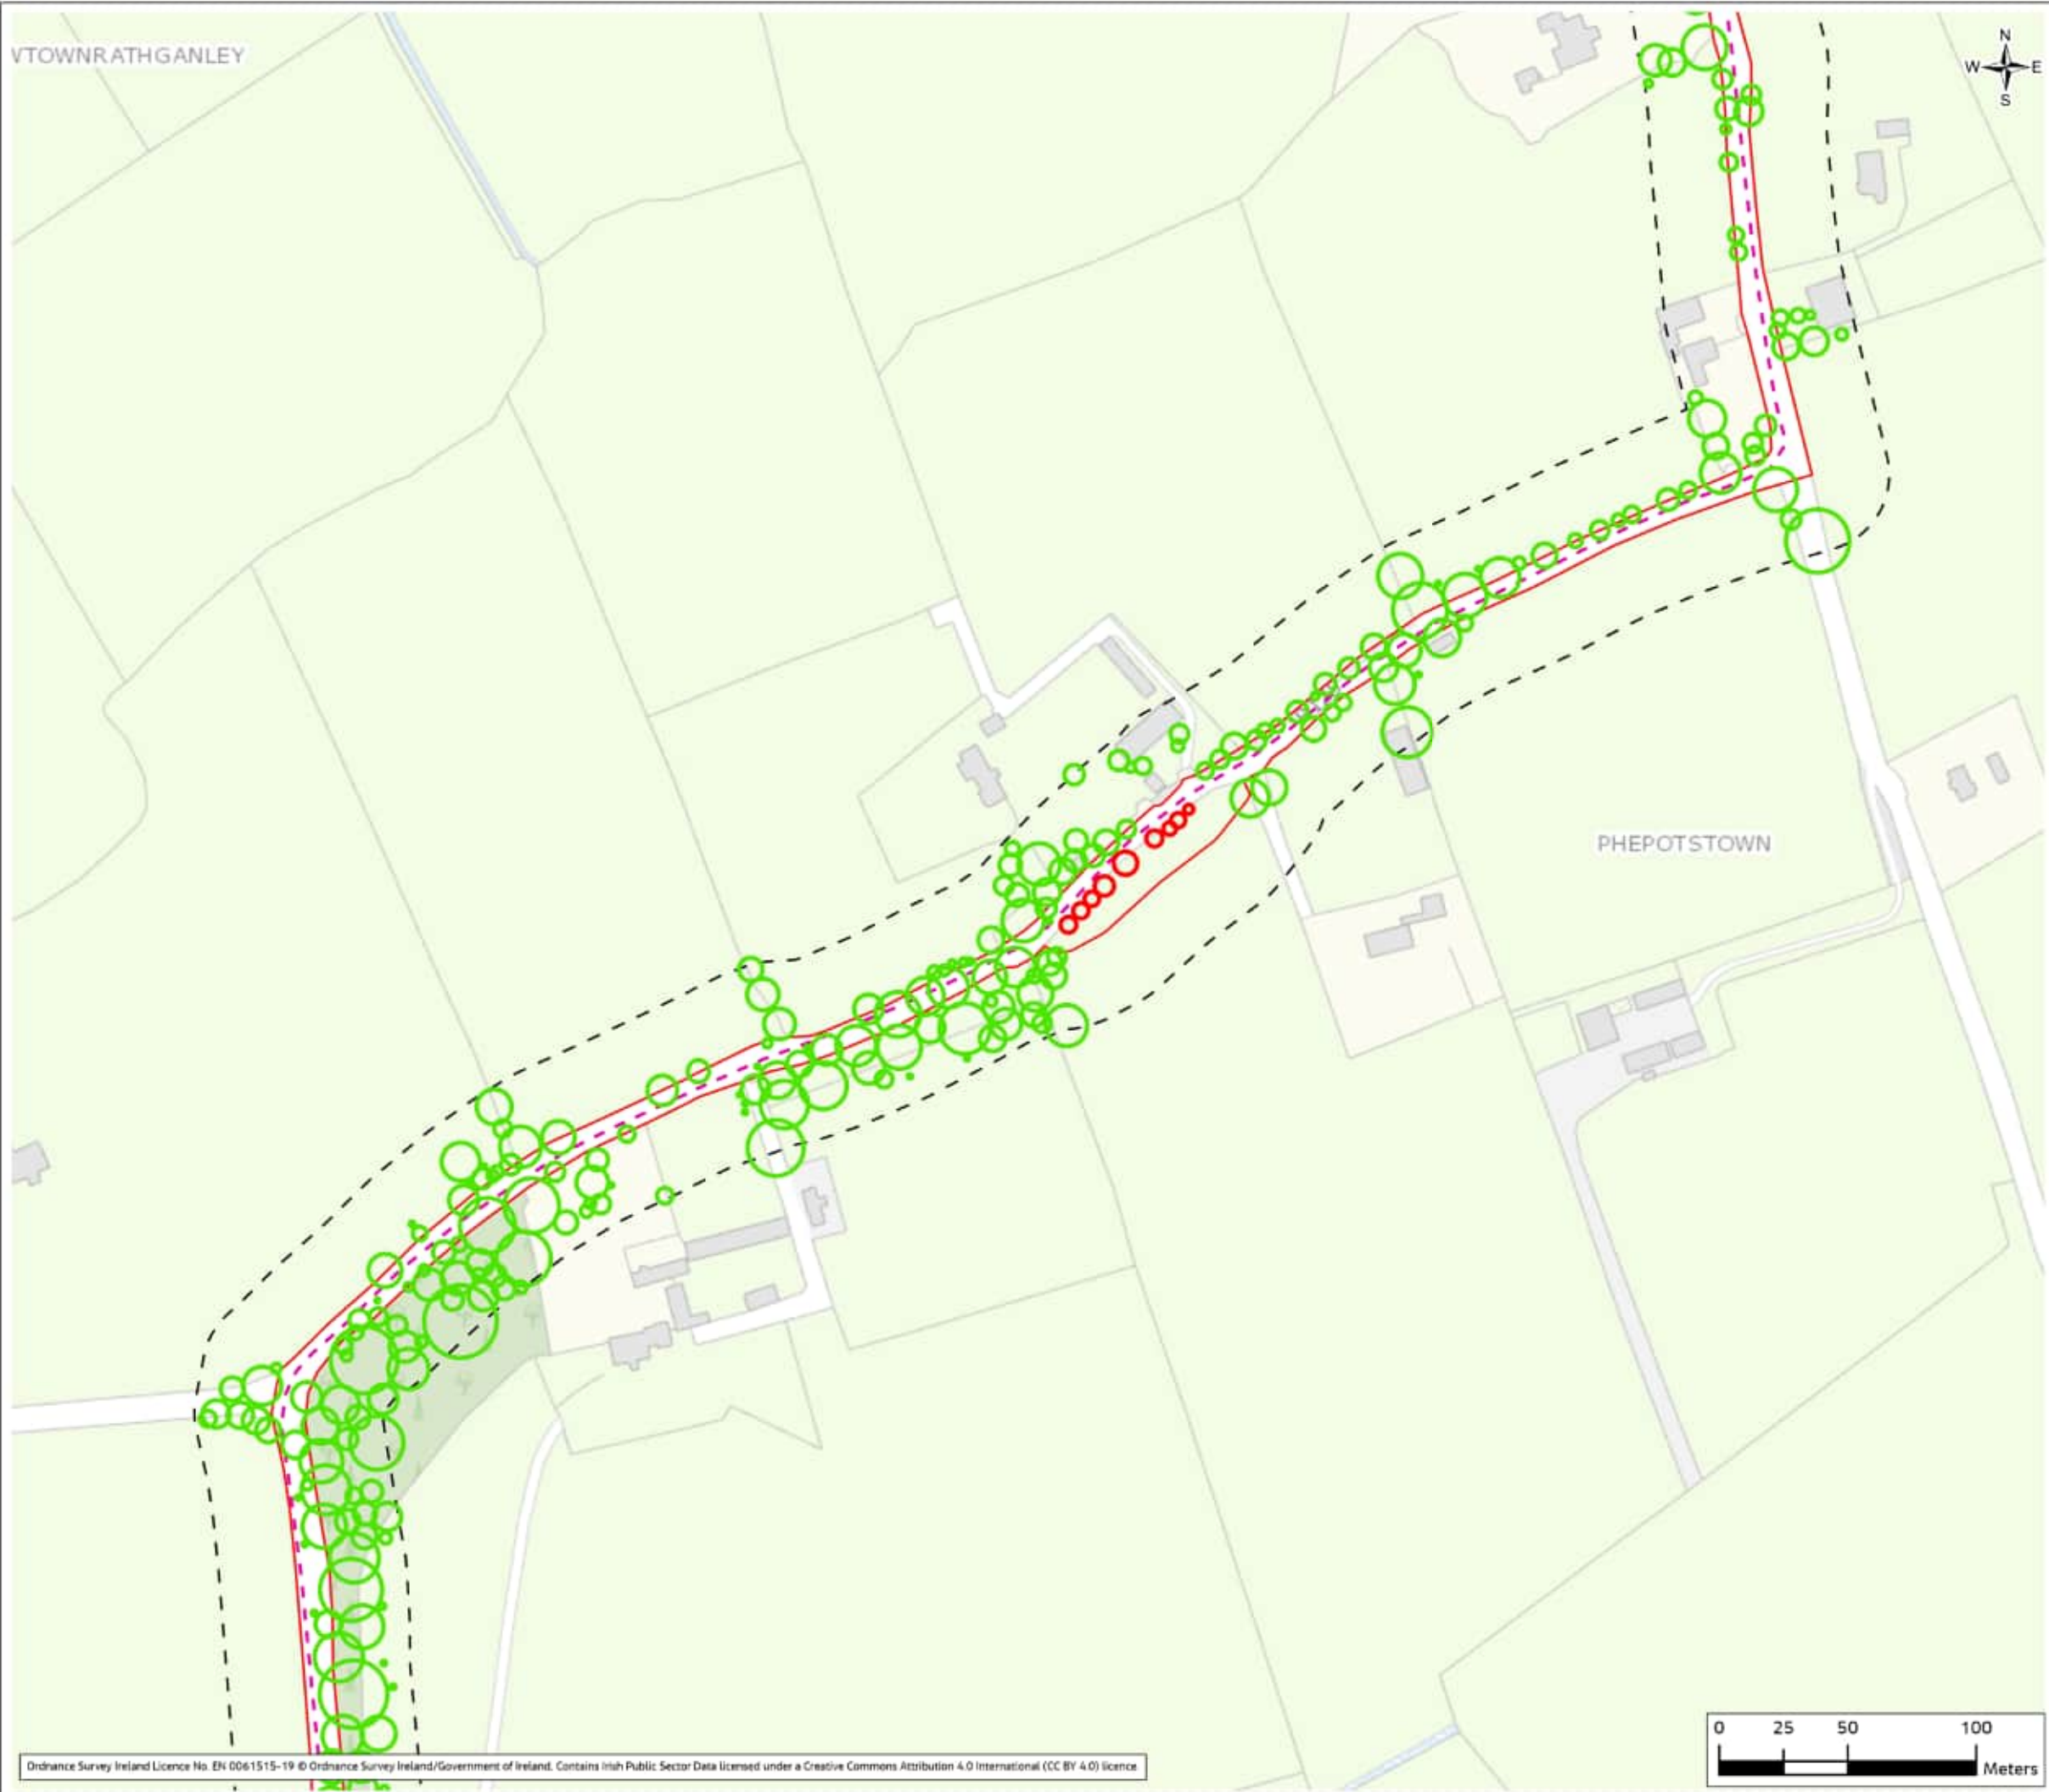 VTOWNRATHGANLEY
N
W E
S
PHEPOTSTOWN
0 25 50 100
Meters
Ordnance Survey Ireland Licence No. EN 0061515-19 © Ordnance Survey Ireland/Government of Ireland. Contains Irish Public Sector Data licensed under a Creative Commons Attribution 4.0 International (CC BY 4.0) licence